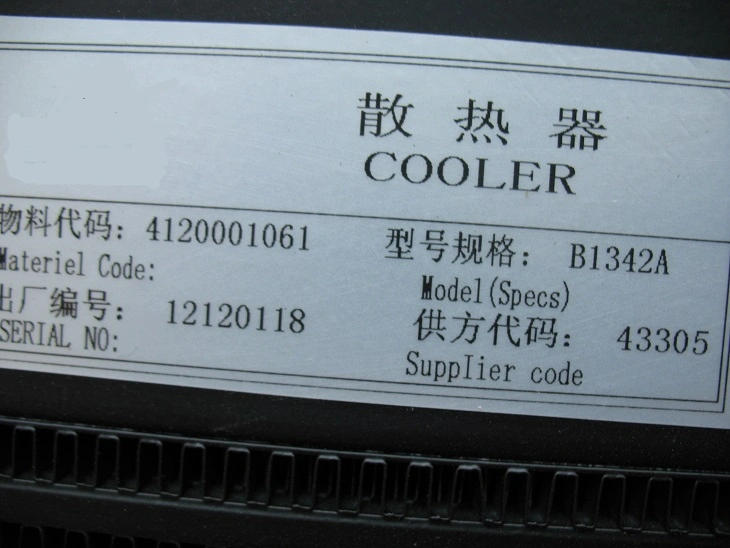 散热器
COOLER
物料代码: 4120001061
Materiel Code:
型号规格: B1342A
Model(Specs)
出厂编号: 12120118
SERIAL NO:
供方代码: 43305
Supplier code